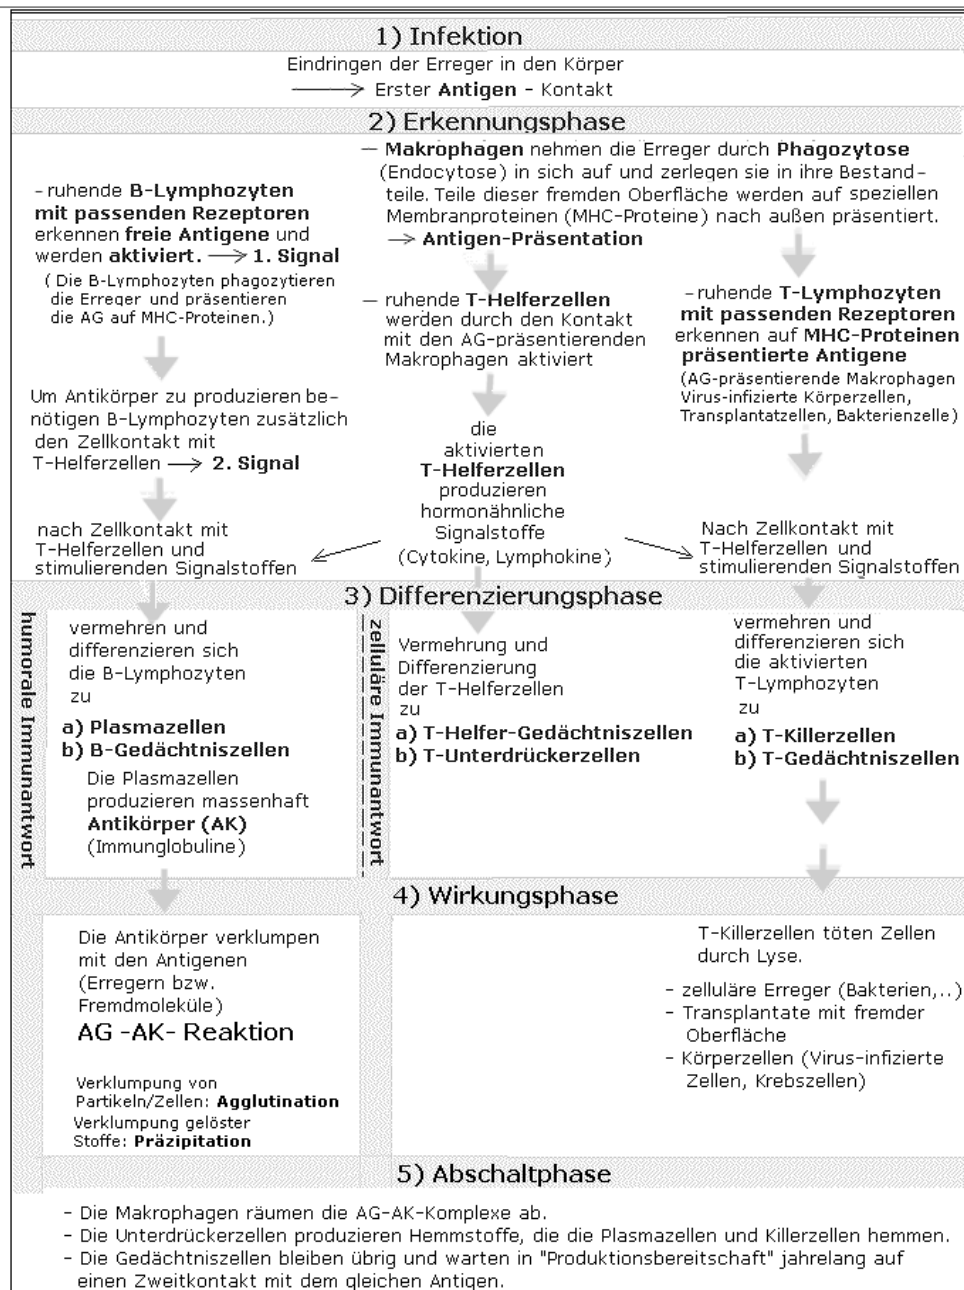 1) Infektion
Eindringen der Erreger in den Körper
⟶ Erster Antigen - Kontakt
2) Erkennungsphase
- ruhende B-Lymphozyten
mit passenden Rezeptoren
erkennen freie Antigene und
werden aktiviert. ⟶ 1. Signal
( Die B-Lymphozyten phagozytieren
die Erreger und präsentieren
die AG auf MHC-Proteinen.)
Um Antikörper zu produzieren be-
nötigen B-Lymphozyten zusätzlich
den Zellkontakt mit
T-Helferzellen ⟶ 2. Signal
nach Zellkontakt mit
T-Helferzellen und
stimulierenden Signalstoffen
— Makrophagen nehmen die Erreger durch Phagozytose
(Endocytose) in sich auf und zerlegen sie in ihre Bestand-
teile. Teile dieser fremden Oberfläche werden auf speziellen
Membranproteinen (MHC-Proteine) nach außen präsentiert.
⟶ Antigen-Präsentation
— ruhende T-Helferzellen
werden durch den Kontakt
mit den AG-präsentierenden
Makrophagen aktiviert
die
aktivierten
T-Helferzellen
produzieren
hormonähnliche
Signalstoffe
(Cytokine, Lymphokine)
-ruhende T-Lymphozyten
mit passenden Rezeptoren
erkennen auf MHC-Proteinen
präsentierte Antigene
(AG-präsentierende Makrophagen
Virus-infizierte Körperzellen,
Transplantatzellen, Bakterienzelle)
Nach Zellkontakt mit
T-Helferzellen und
stimulierenden Signalstoffen
3) Differenzierungsphase
humorale Immunantwort
vermehren und
differenzieren sich
die B-Lymphozyten
zu
a) Plasmazellen
b) B-Gedächtniszellen
Die Plasmazellen
produzieren massenhaft
Antikörper (AK)
(Immunglobuline)
zelluläre Immunantwort
Vermehrung und
Differenzierung
der T-Helferzellen
zu
a) T-Helfer-Gedächtniszellen
b) T-Unterdrückerzellen
vermehren und
differenzieren sich
die aktivierten
T-Lymphozyten
zu
a) T-Killerzellen
b) T-Gedächtniszellen
4) Wirkungsphase
Die Antikörper verklumpen
mit den Antigenen
(Erregern bzw.
Fremdmoleküle)
AG -AK- Reaktion
Verklumpung von
Partikeln/Zellen: Agglutination
Verklumpung gelöster
Stoffe: Präzipitation
T-Killerzellen töten Zellen
durch Lyse.
- zelluläre Erreger (Bakterien,..)
- Transplantate mit fremder
Oberfläche
- Körperzellen (Virus-infizierte
Zellen, Krebszellen)
5) Abschaltphase
- Die Makrophagen räumen die AG-AK-Komplexe ab.
- Die Unterdrückerzellen produzieren Hemmstoffe, die die Plasmazellen und Killerzellen hemmen.
- Die Gedächtniszellen bleiben übrig und warten in "Produktionsbereitschaft" jahrelang auf
einen Zweitkontakt mit dem gleichen Antigen.